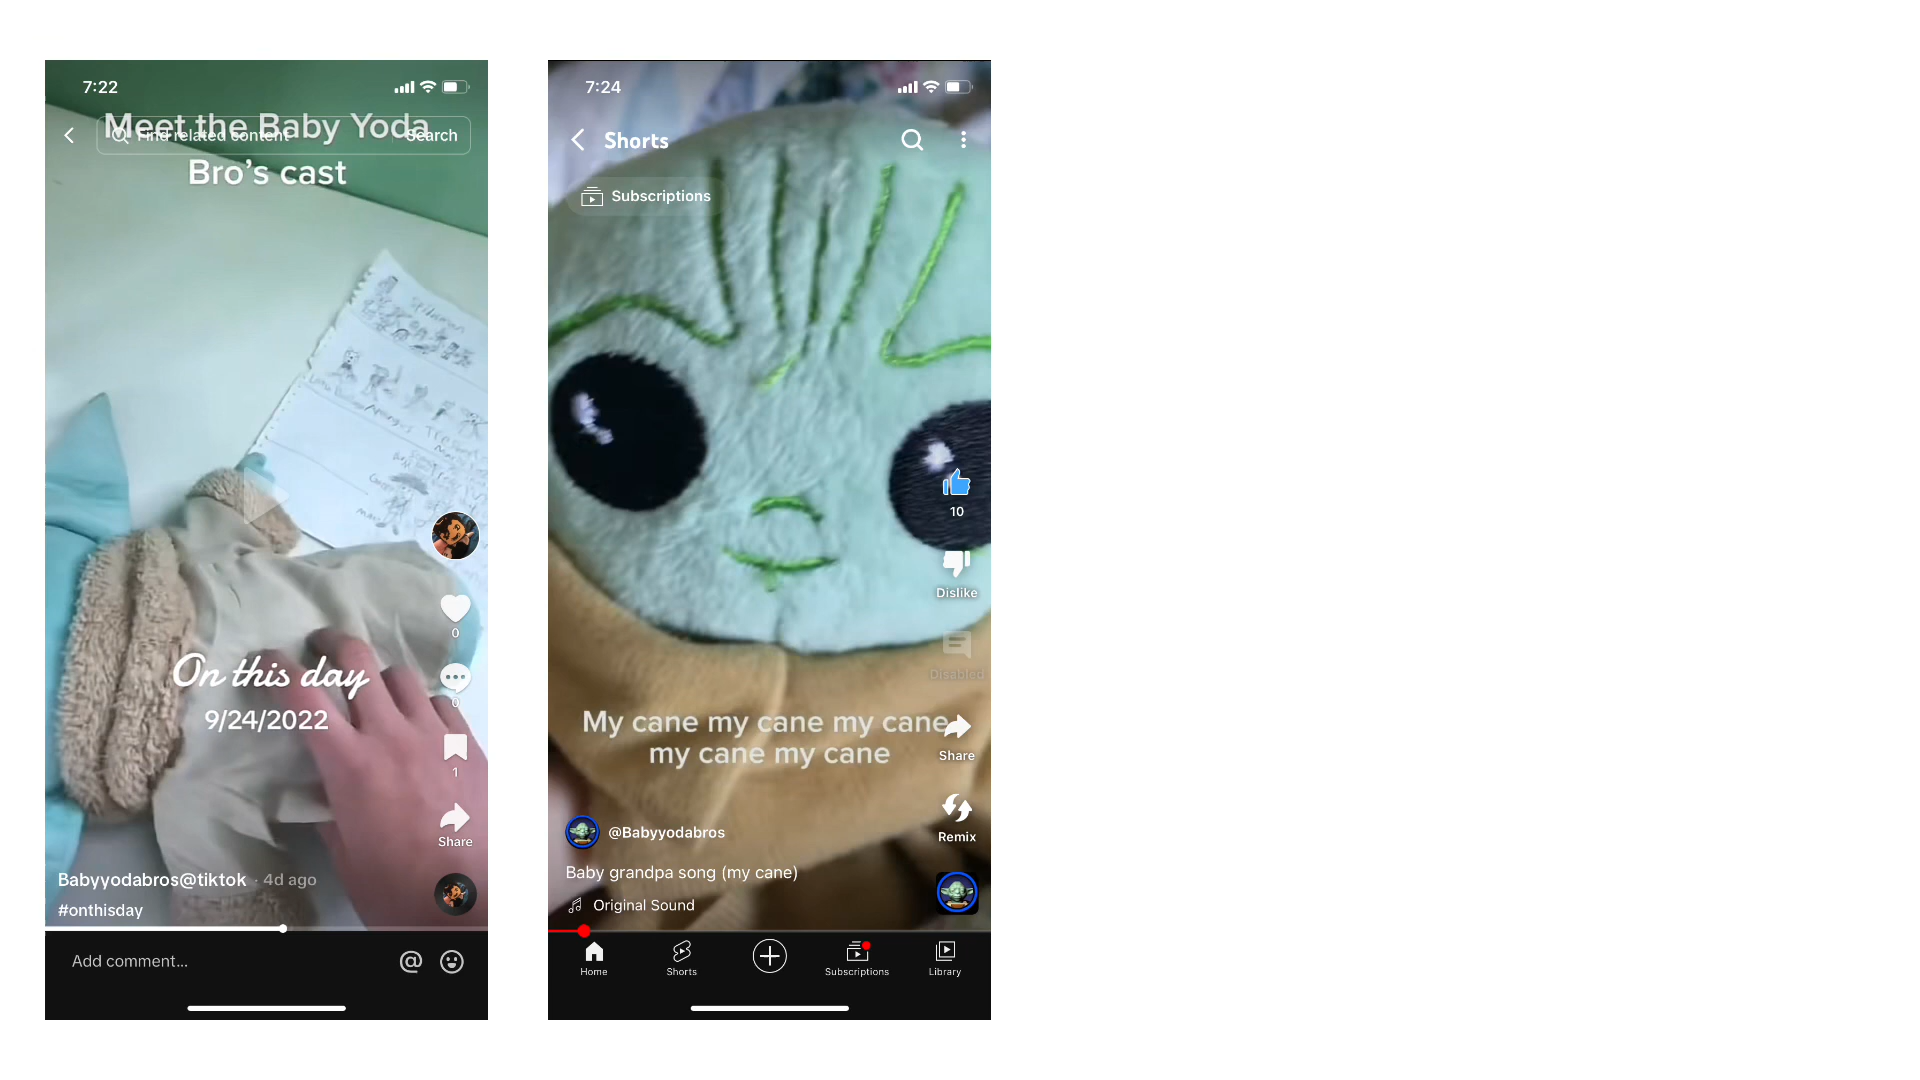 7:22
Meet the Baby Yoda
Find related content
Search
Bro's cast
On this day
9/24/2022
0
0
1
Share
Babyyodabros@tiktok · 4d ago
#onthisday
Add comment...
7:24
Shorts
Subscriptions
10
Dislike
Disabled
My cane my cane my cane
my cane my cane
Share
@Babyyodabros
Remix
Baby grandpa song (my cane)
Original Sound
Home
Shorts
Subscriptions
Library